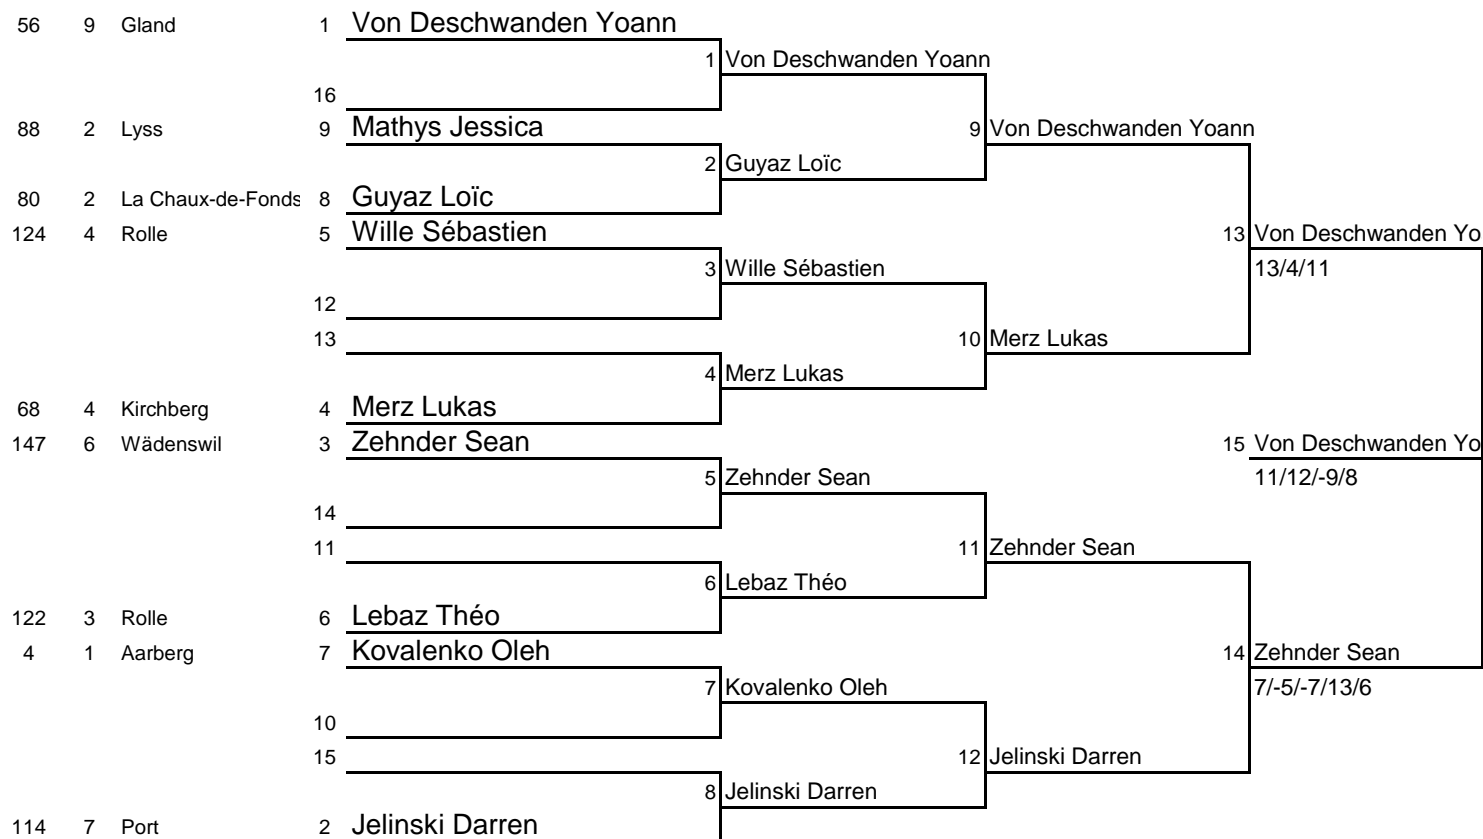 56 9 Gland 1 Von Deschwanden Yoann
1 Von Deschwanden Yoann
16
88 2 Lyss 9 Mathys Jessica 9 Von Deschwanden Yoann
2 Guyaz Loïc
80 2 La Chaux-de-Fonds 8 Guyaz Loïc
124 4 Rolle 5 Wille Sébastien 13 Von Deschwanden Yo
3 Wille Sébastien 13/4/11
12
13 10 Merz Lukas
4 Merz Lukas
68 4 Kirchberg 4 Merz Lukas
147 6 Wädenswil 3 Zehnder Sean 15 Von Deschwanden Yo
5 Zehnder Sean 11/12/-9/8
14
11 11 Zehnder Sean
6 Lebaz Théo
122 3 Rolle 6 Lebaz Théo
4 1 Aarberg 7 Kovalenko Oleh 14 Zehnder Sean
7 Kovalenko Oleh 7/-5/-7/13/6
10
15 12 Jelinski Darren
8 Jelinski Darren
114 7 Port 2 Jelinski Darren